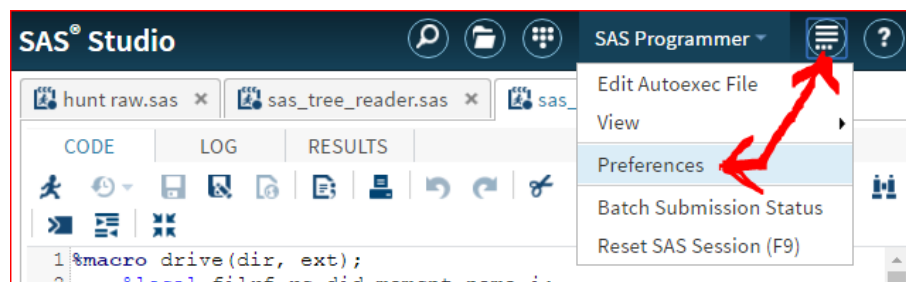 SAS® Studio
SAS Programmer
?
hunt raw.sas ×
sas_tree_reader.sas ×
sas_
Edit Autoexec File
View
Preferences
Batch Submission Status
Reset SAS Session (F9)
CODE
LOG
RESULTS
1 %macro drive(dir, ext);